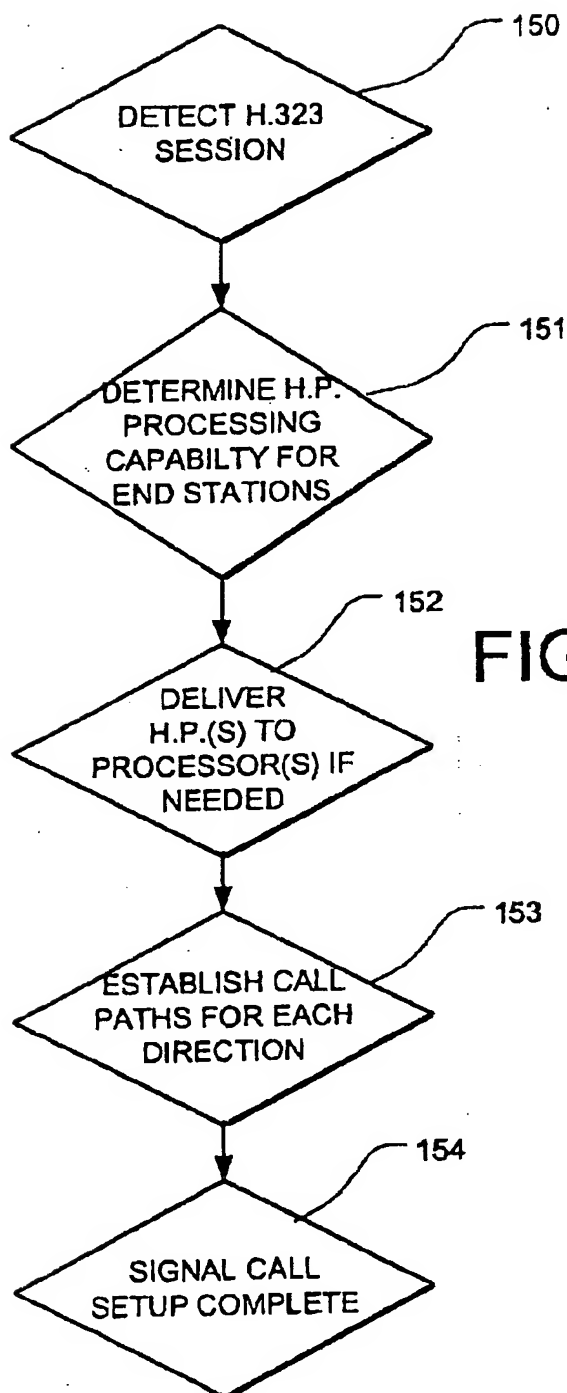 150
DETECT H.323
SESSION
151
DETERMINE H.P.
PROCESSING
CAPABILTY FOR
END STATIONS
152
DELIVER
H.P.(S) TO
PROCESSOR(S) IF
NEEDED
FIG
153
ESTABLISH CALL
PATHS FOR EACH
DIRECTION
154
SIGNAL CALL
SETUP COMPLETE